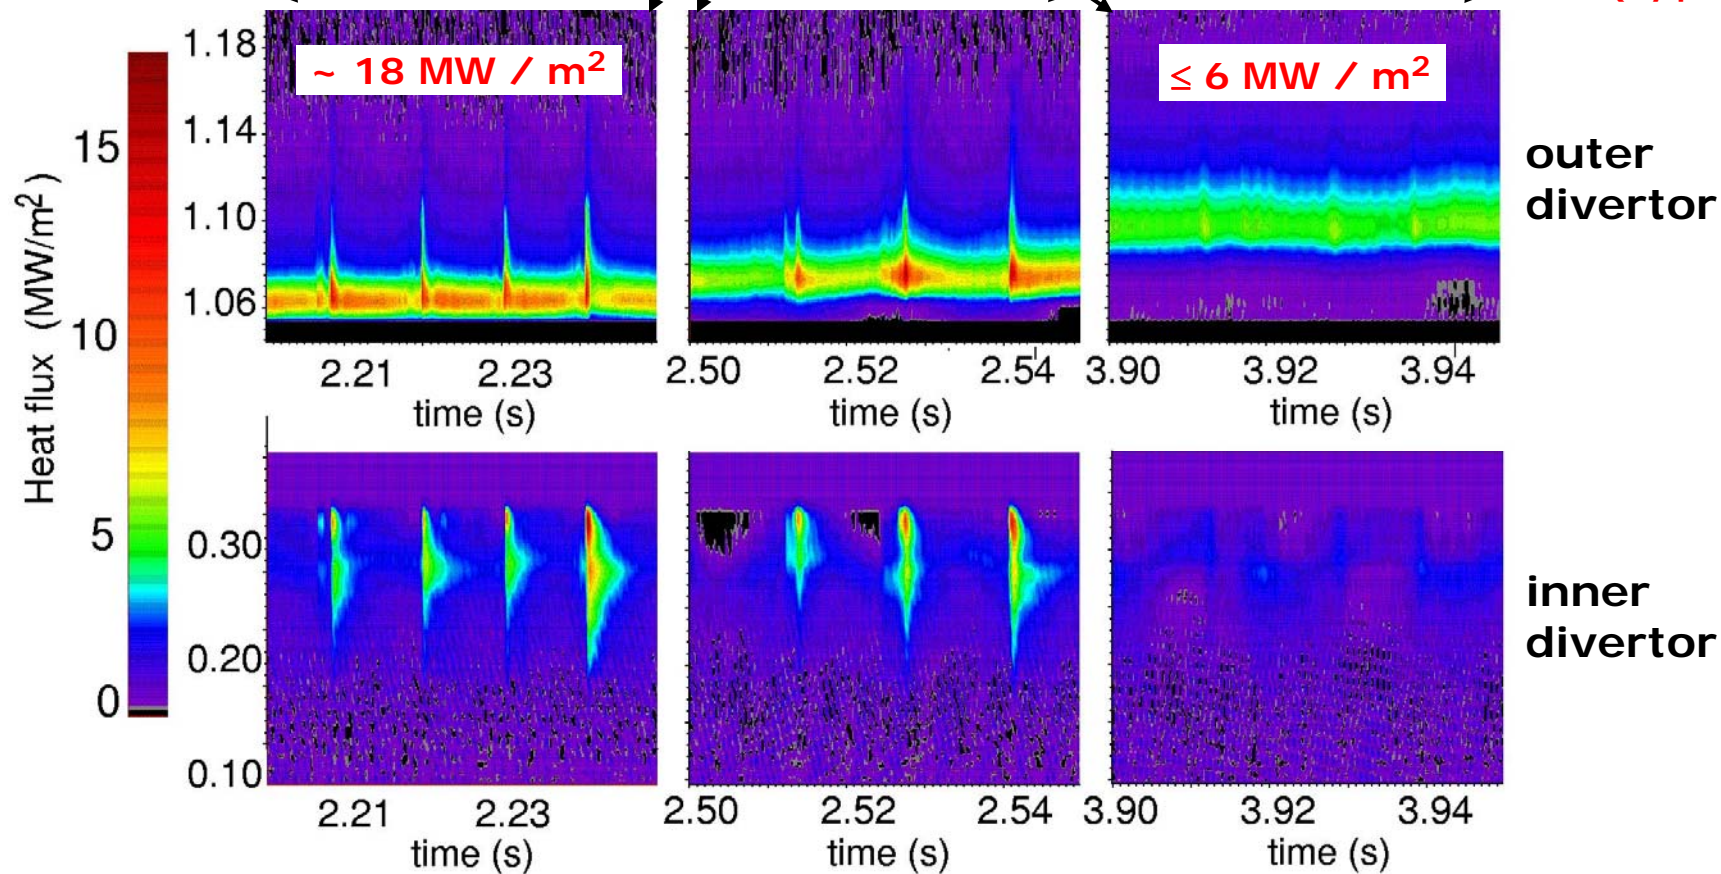 ~ 18 MW / m²
≤ 6 MW / m²
Heat flux (MW/m²)
15
10
5
0
1.18
1.14
1.10
1.06
2.21 2.23
time (s)
2.50 2.52 2.54
time (s)
3.90 3.92 3.94
time (s)
outer
divertor
0.30
0.20
0.10
2.21 2.23
time (s)
2.50 2.52 2.54
time (s)
3.90 3.92 3.94
time (s)
inner
divertor